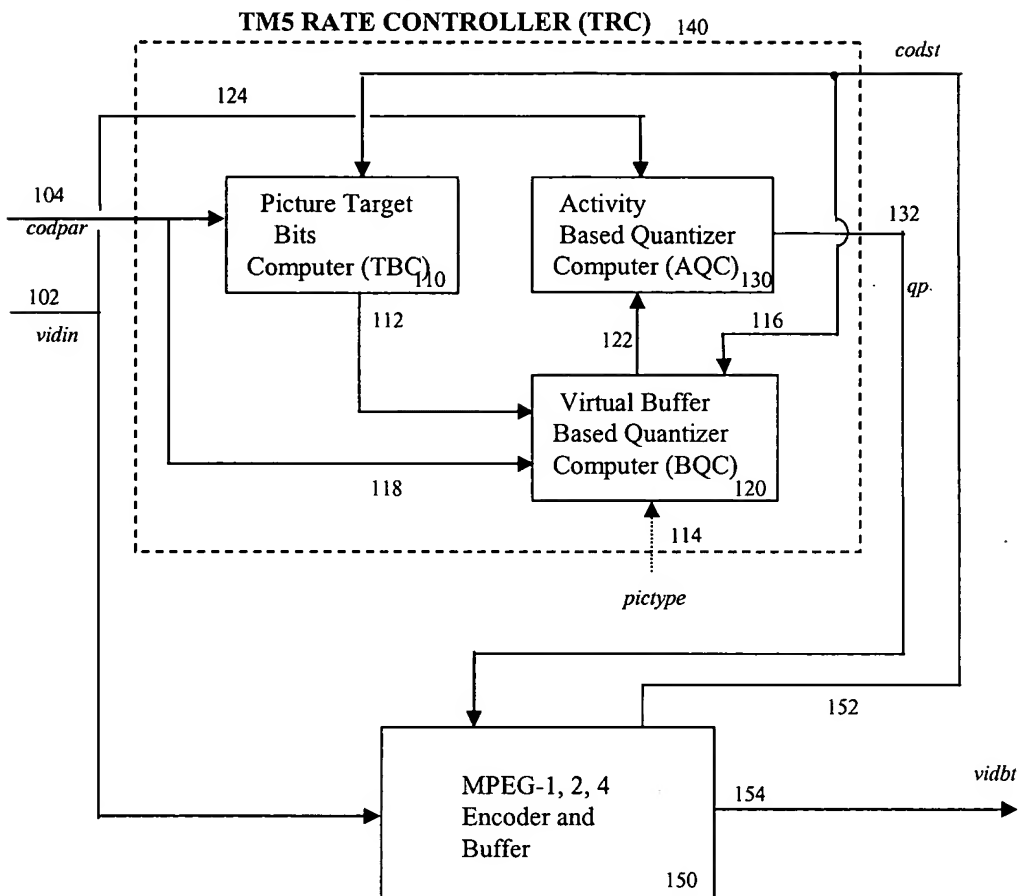 TM5 RATE CONTROLLER (TRC) 140
codst
124
104
codpar
Picture Target
Bits
Computer (TBC)
110
Activity
Based Quantizer
Computer (AQC)
130
132
qp
102
vidin
112
122
116
Virtual Buffer
Based Quantizer
Computer (BQC)
120
118
114
pictype
152
MPEG-1, 2, 4
Encoder and
Buffer
150
154
vidbt